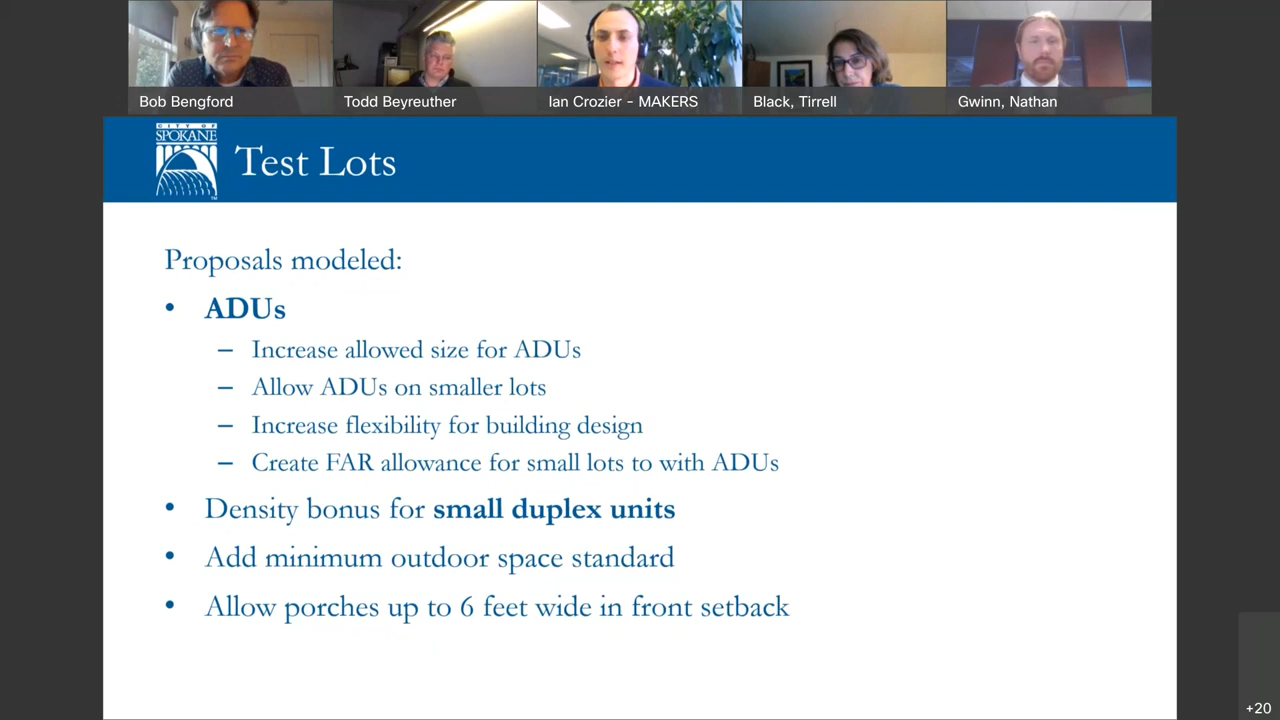 Bob Bengford
Todd Beyreuther
Ian Crozier - MAKERS
Black, Tirrell
Gwinn, Nathan
CITY OF
SPOKANE
TM
Test Lots
Proposals modeled:
• ADUs
– Increase allowed size for ADUs
– Allow ADUs on smaller lots
– Increase flexibility for building design
– Create FAR allowance for small lots to with ADUs
• Density bonus for small duplex units
• Add minimum outdoor space standard
• Allow porches up to 6 feet wide in front setback
+20